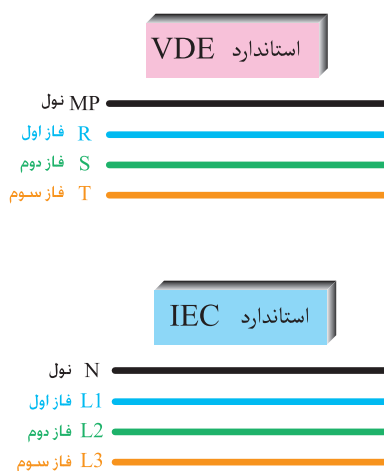 استاندارد VDE
نول MP
فاز اول R
فاز دوم S
فاز سوم T
استاندارد IEC
نول N
فاز اول L1
فاز دوم L2
فاز سوم L3